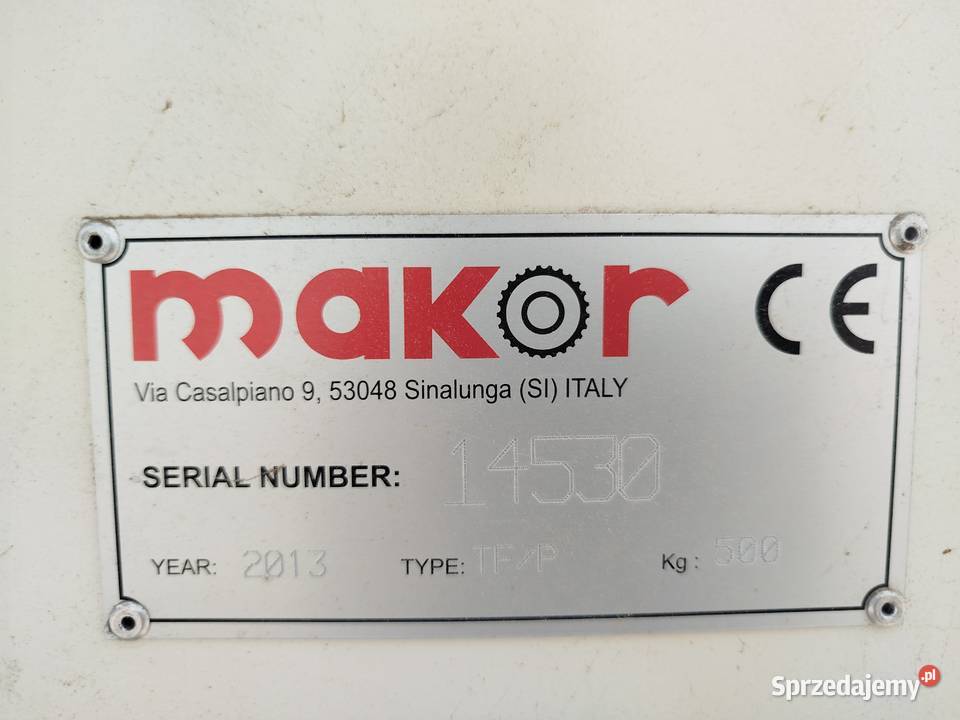 makor CE
Via Casalpiano 9, 53048 Sinalunga (SI) ITALY
SERIAL NUMBER: 14530
YEAR: 2013 TYPE: TF/P Kg: 500
Sprzedajemy.pl